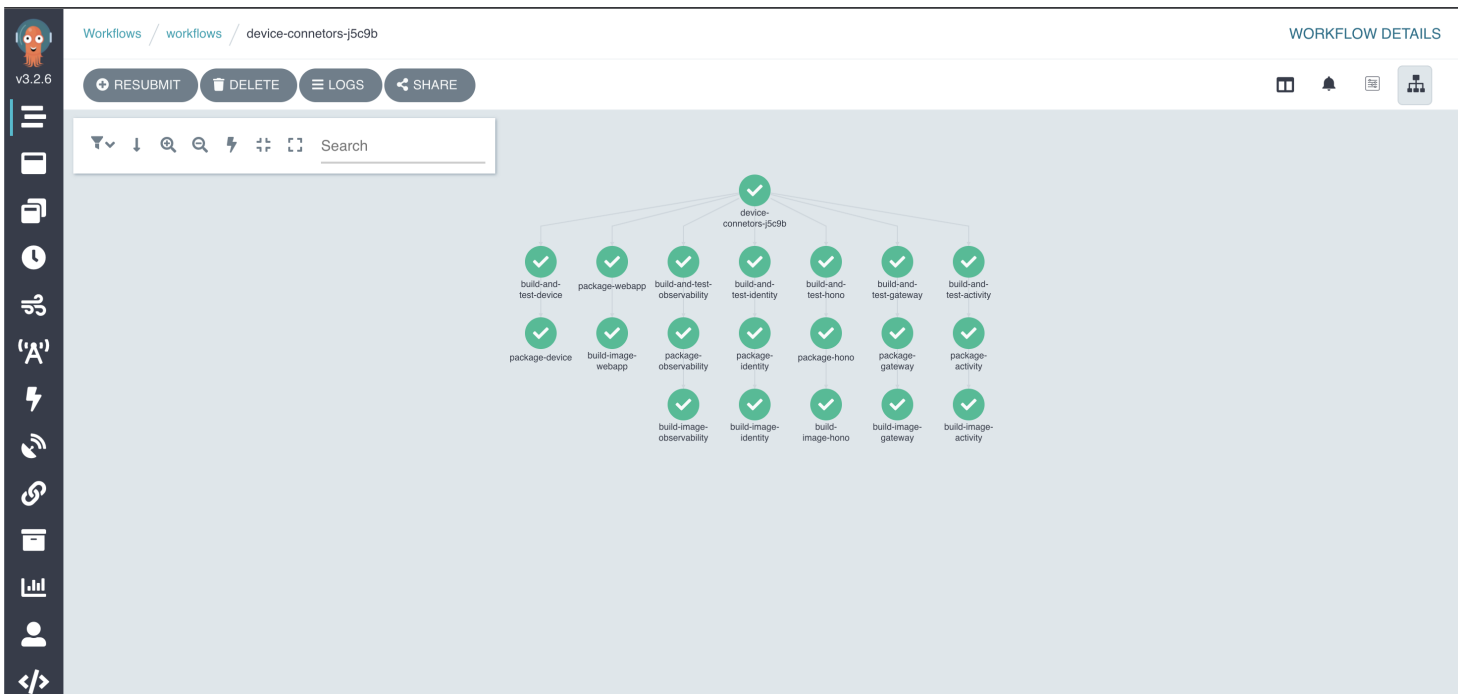 Workflows / workflows / device-connetors-j5c9b
WORKFLOW DETAILS
v3.2.6
RESUBMIT
DELETE
LOGS
SHARE
Search
device-
connetors-j5c9b
build-and-
test-device
package-webapp
build-and-test-
observability
build-and-
test-identity
build-and-
test-hono
build-and-
test-gateway
build-and-
test-activity
package-device
build-image-
webapp
package-
observability
package-
identity
package-hono
package-
gateway
package-
activity
build-image-
observability
build-image-
identity
build-
image-hono
build-image-
gateway
build-image-
activity